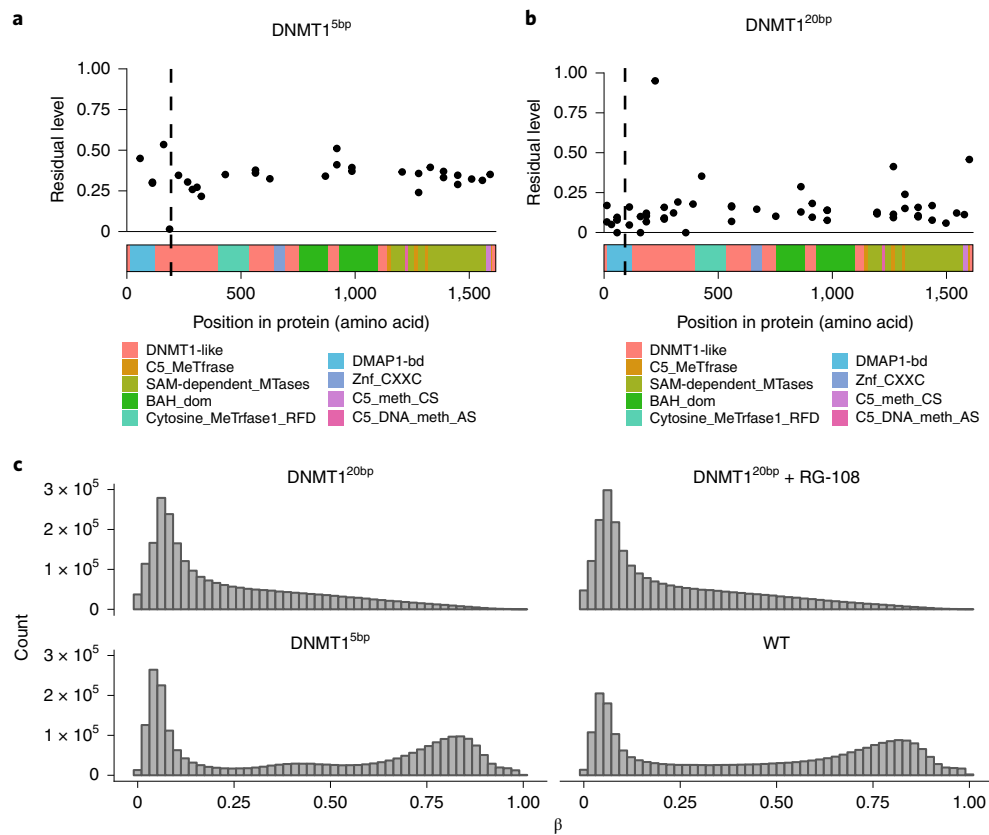 a
DNMT1^5bp
1.00
0.75
0.50
0.25
0
Residual level
0 500 1,000 1,500
Position in protein (amino acid)
DNMT1-like
C5_MeTfrase
SAM-dependent_MTases
BAH_dom
Cytosine_MeTrfase1_RFD
DMAP1-bd
Znf_CXXC
C5_meth_CS
C5_DNA_meth_AS
b
DNMT1^20bp
1.00
0.75
0.50
0.25
0
Residual level
0 500 1,000 1,500
Position in protein (amino acid)
DNMT1-like
C5_MeTfrase
SAM-dependent_MTases
BAH_dom
Cytosine_MeTrfase1_RFD
DMAP1-bd
Znf_CXXC
C5_meth_CS
C5_DNA_meth_AS
c
DNMT1^20bp
DNMT1^20bp + RG-108
3 × 10^5
2 × 10^5
1 × 10^5
0
Count
DNMT1^5bp
WT
3 × 10^5
2 × 10^5
1 × 10^5
0
0 0.25 0.50 0.75 1.00
0 0.25 0.50 0.75 1.00
β